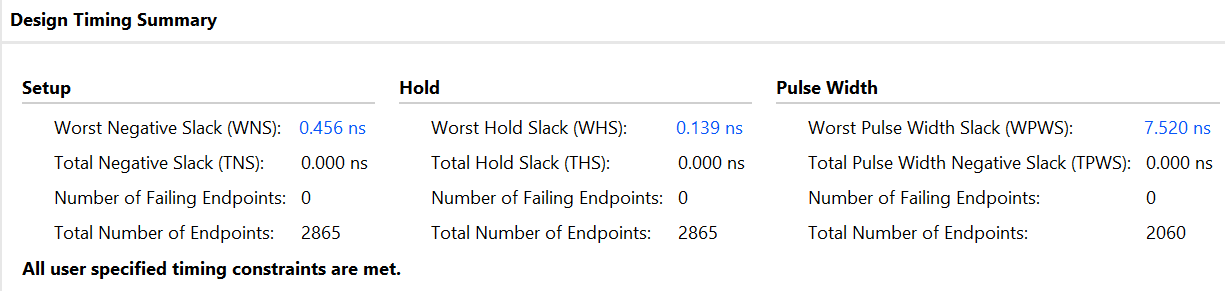 Design Timing Summary
Setup Hold Pulse Width
Worst Negative Slack (WNS): 0.456 ns Worst Hold Slack (WHS): 0.139 ns Worst Pulse Width Slack (WPWS): 7.520 ns
Total Negative Slack (TNS): 0.000 ns Total Hold Slack (THS): 0.000 ns Total Pulse Width Negative Slack (TPWS): 0.000 ns
Number of Failing Endpoints: 0 Number of Failing Endpoints: 0 Number of Failing Endpoints: 0
Total Number of Endpoints: 2865 Total Number of Endpoints: 2865 Total Number of Endpoints: 2060
All user specified timing constraints are met.